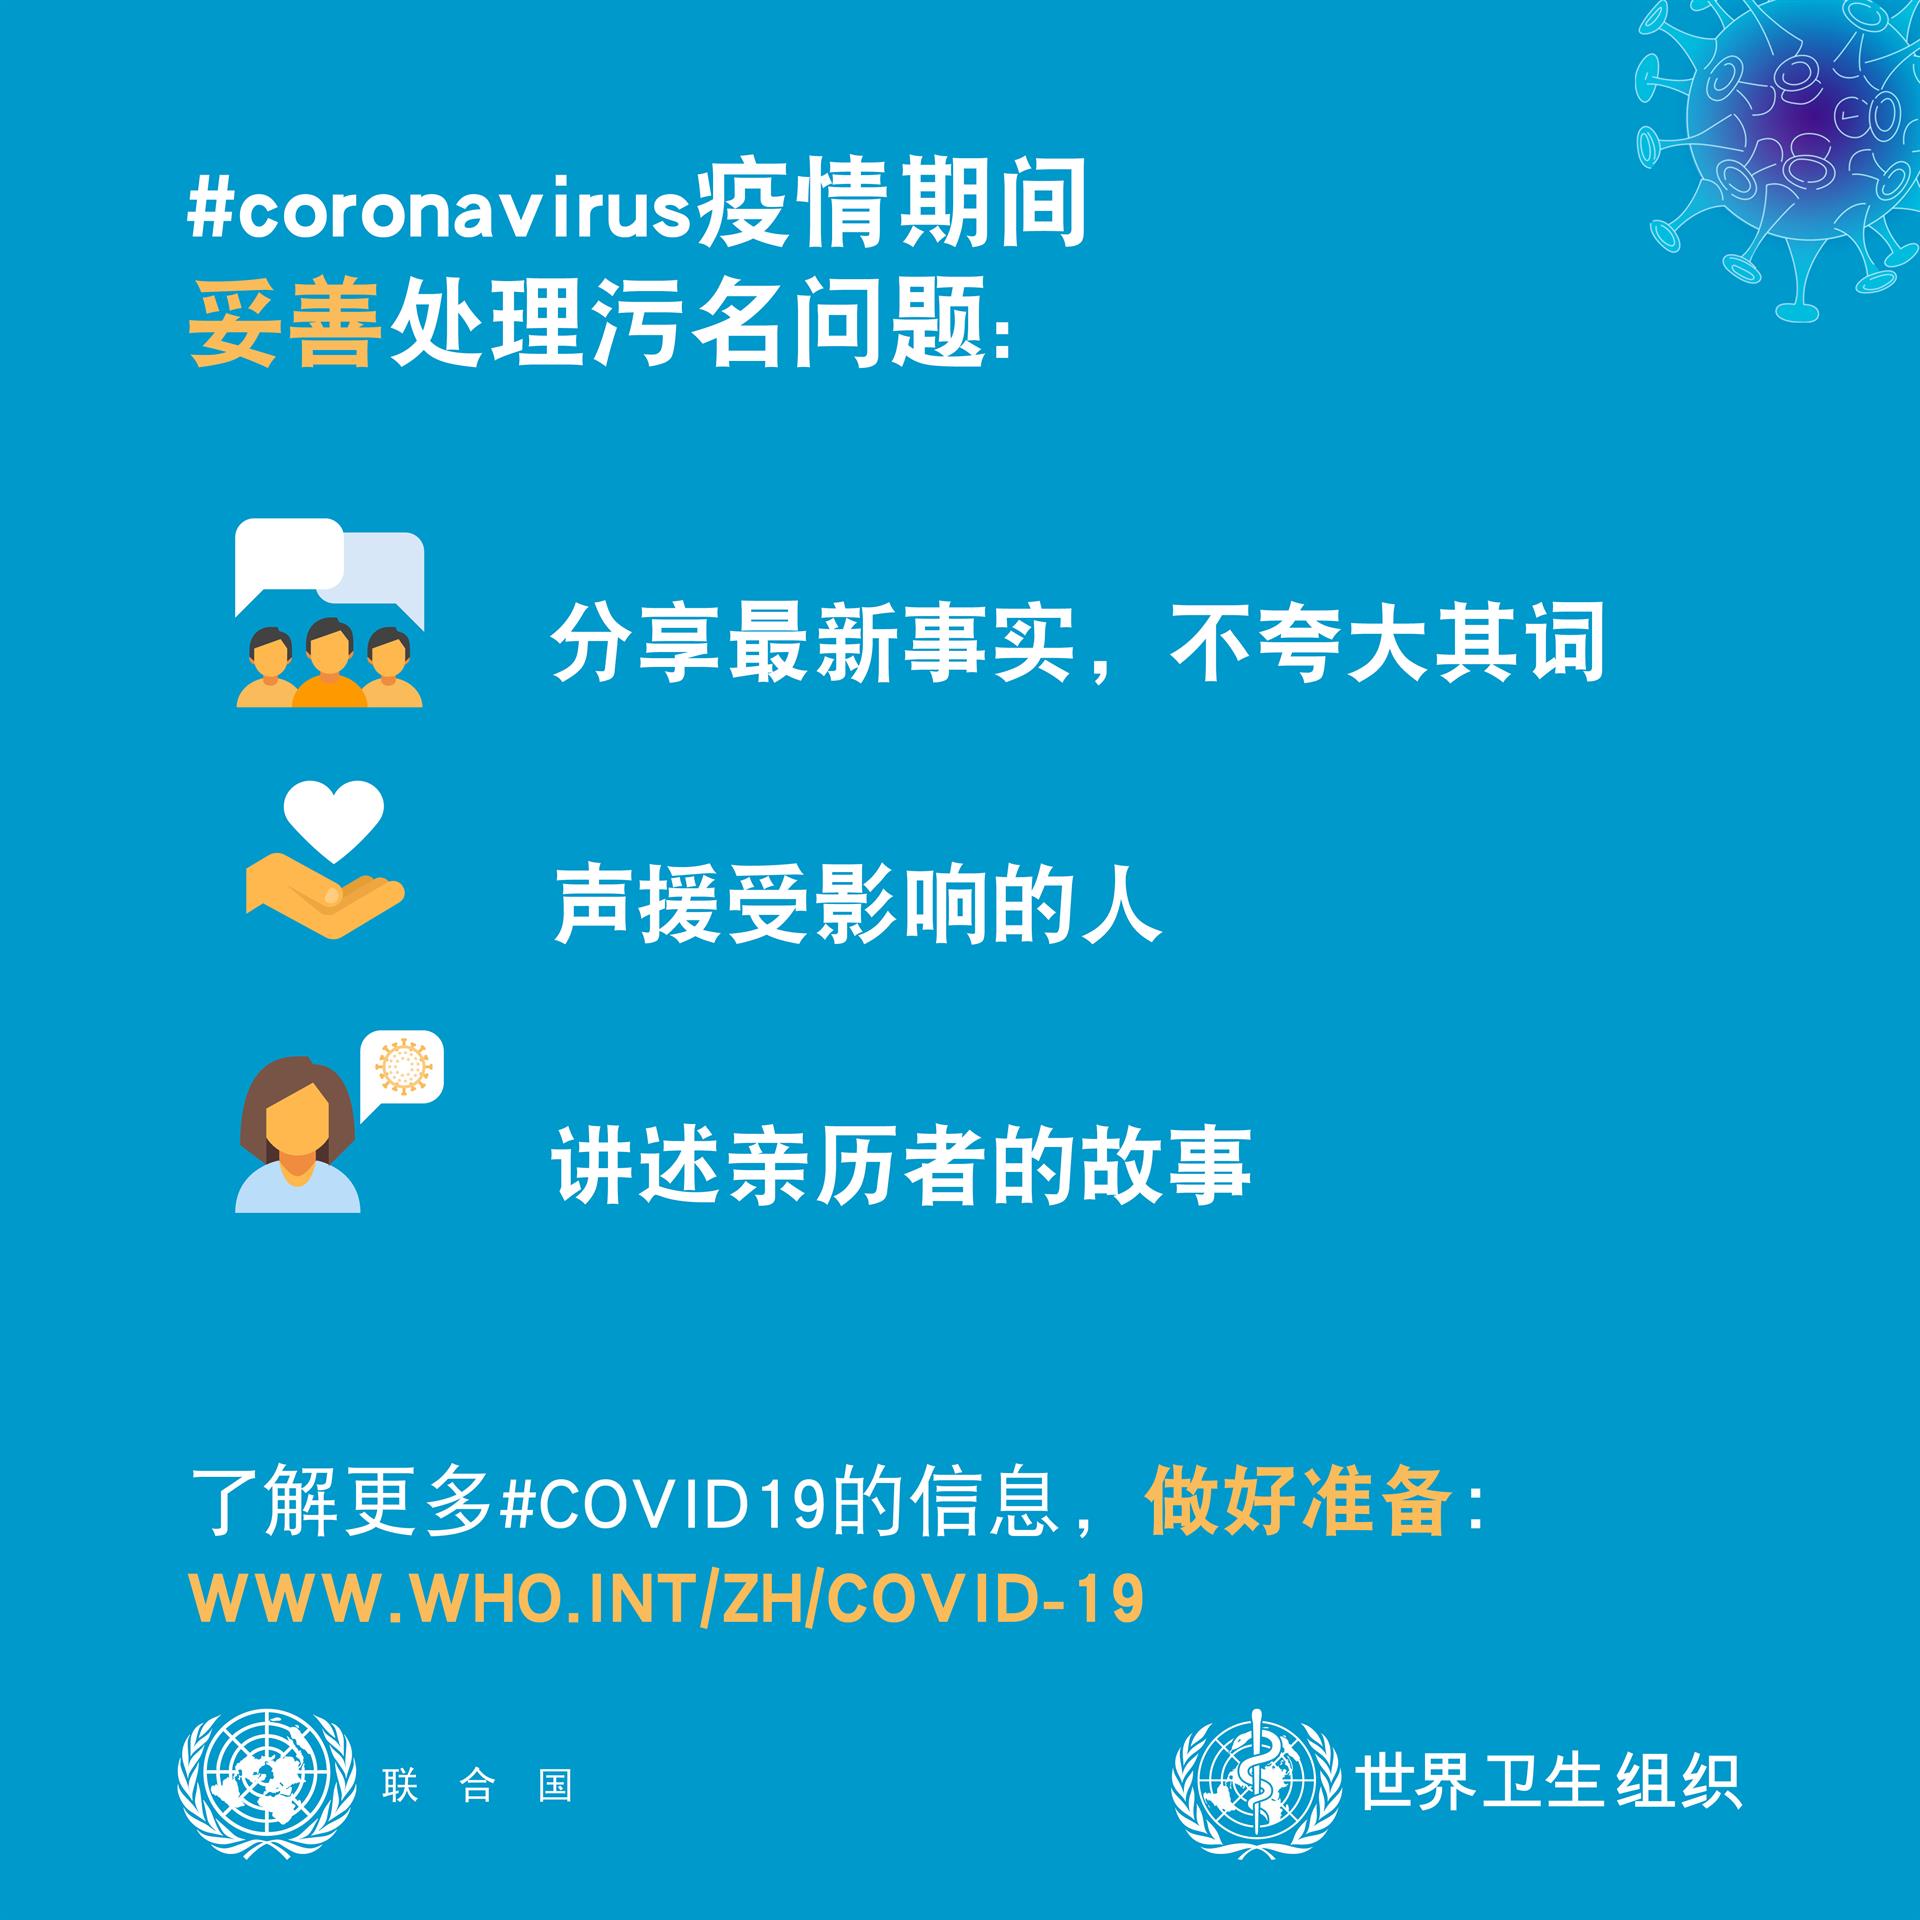 #coronavirus疫情期间
妥善处理污名问题:
分享最新事实，不夸大其词
声援受影响的人
讲述亲历者的故事
了解更多#COVID19的信息，做好准备:
WWW.WHO.INT/ZH/COVID-19
联合国
世界卫生组织